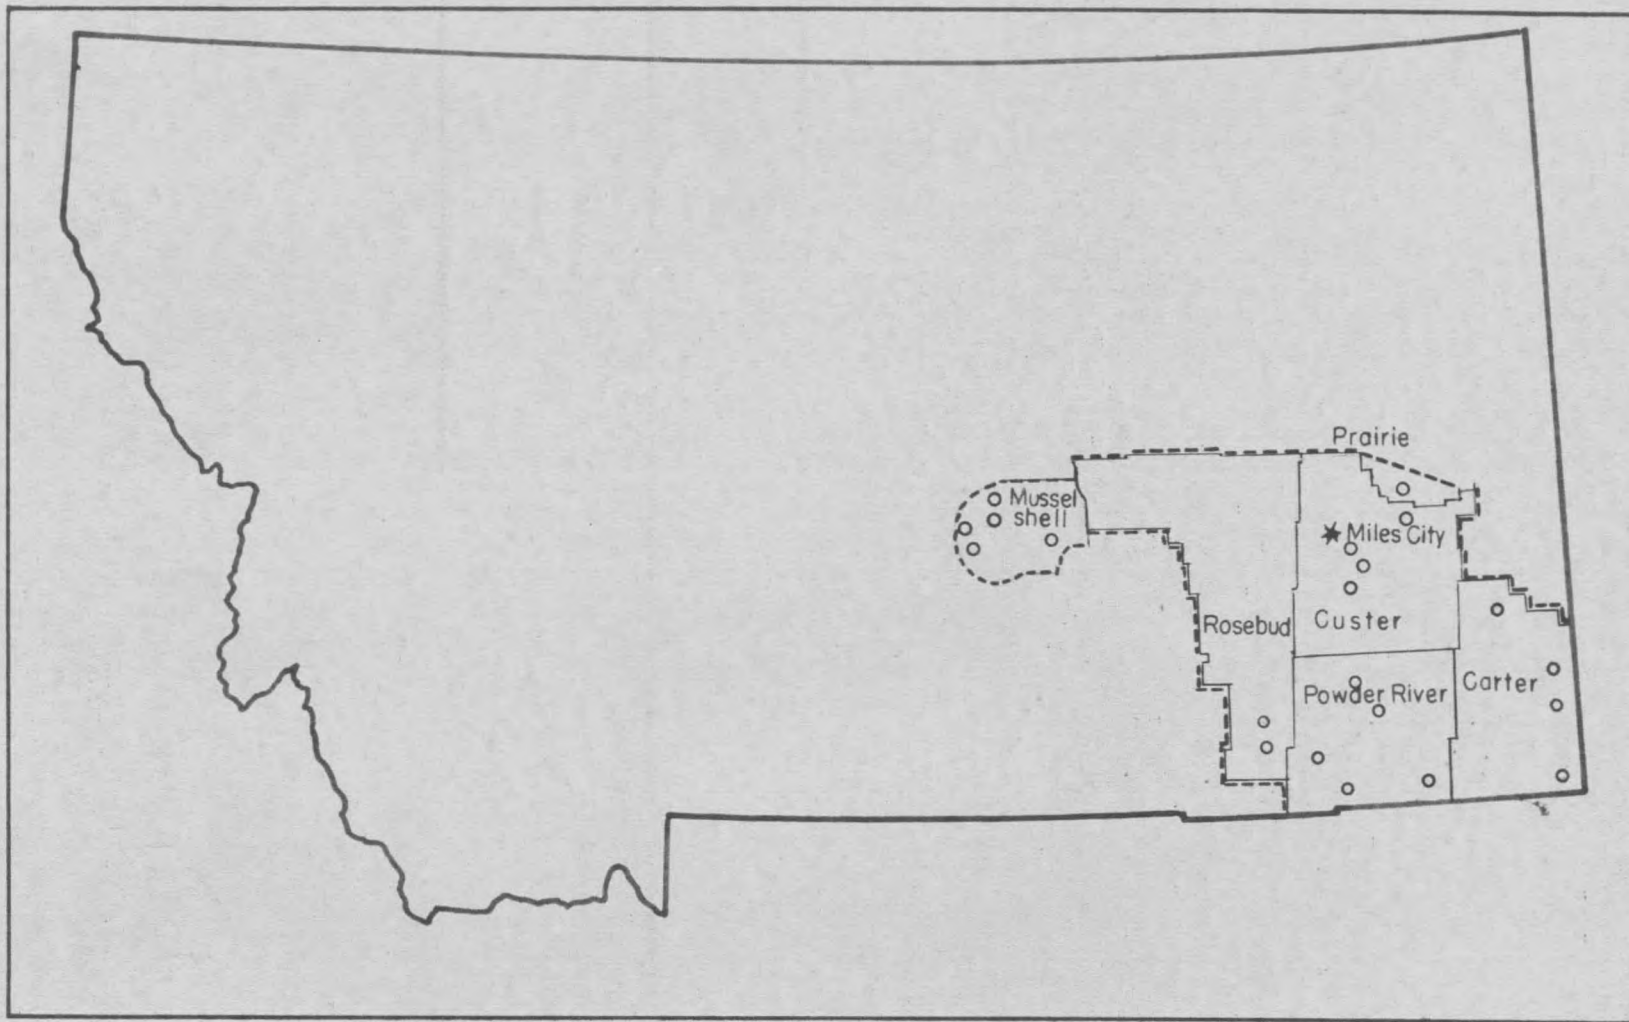 Prairie
Mussel
shell
Miles City
Rosebud
Custer
Powder River
Carter